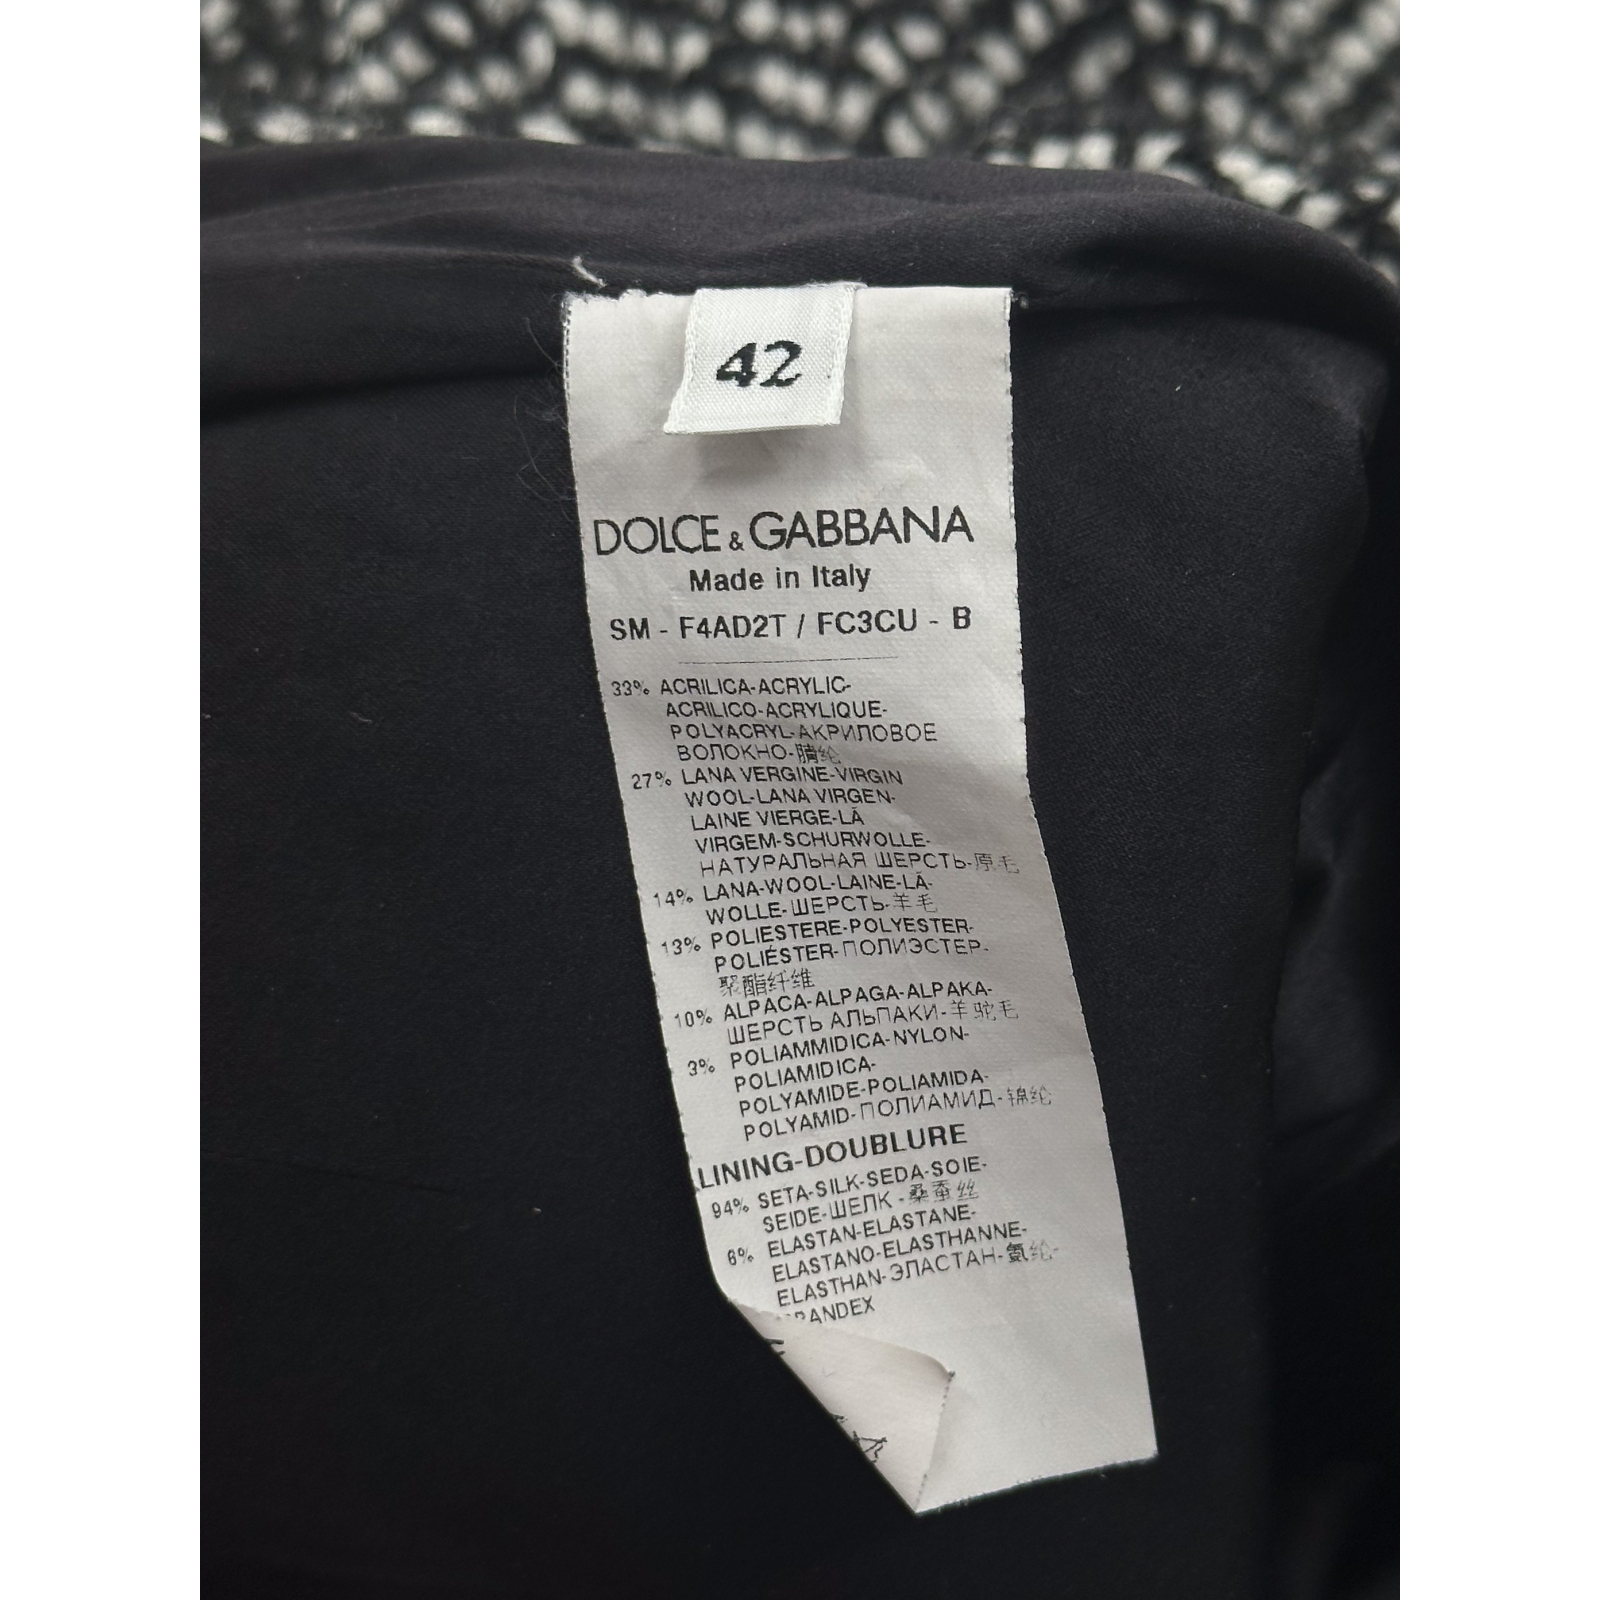 42
DOLCE & GABBANA
Made in Italy
SM - F4AD2T / FC3CU - B
33% ACRILICA-ACRYLIC-
ACRILICO-ACRYLIQUE-
POLYACRYL-АКРИЛОВОЕ
ВОЛОКНО-腈纶
27% LANA VERGINE-VIRGIN
WOOL-LANA VIRGEN-
LAINE VIERGE-LÃ
VIRGEM-SCHURWOLLE-
НАТУРАЛЬНАЯ ШЕРСТЬ-原毛
14% LANA-WOOL-LAINE-LÃ-
WOLLE-ШЕРСТЬ-羊毛
13% POLIESTERE-POLYESTER-
POLIÉSTER-ПОЛИЭСТЕР-
聚酯纤维
10% ALPACA-ALPAGA-ALPAKA-
ШЕРСТЬ АЛЬПАКИ-羊驼毛
3% POLIAMMIDICA-NYLON-
POLIAMIDICA-
POLYAMIDE-POLIAMIDA-
POLYAMID-ПОЛИАМИД-锦纶
LINING-DOUBLURE
94% SETA-SILK-SEDA-SOIE-
SEIDE-ШЕЛК-桑蚕丝
6% ELASTAN-ELASTANE-
ELASTANO-ELASTHANNE-
ELASTHAN-ЭЛАСТАН-氨纶-